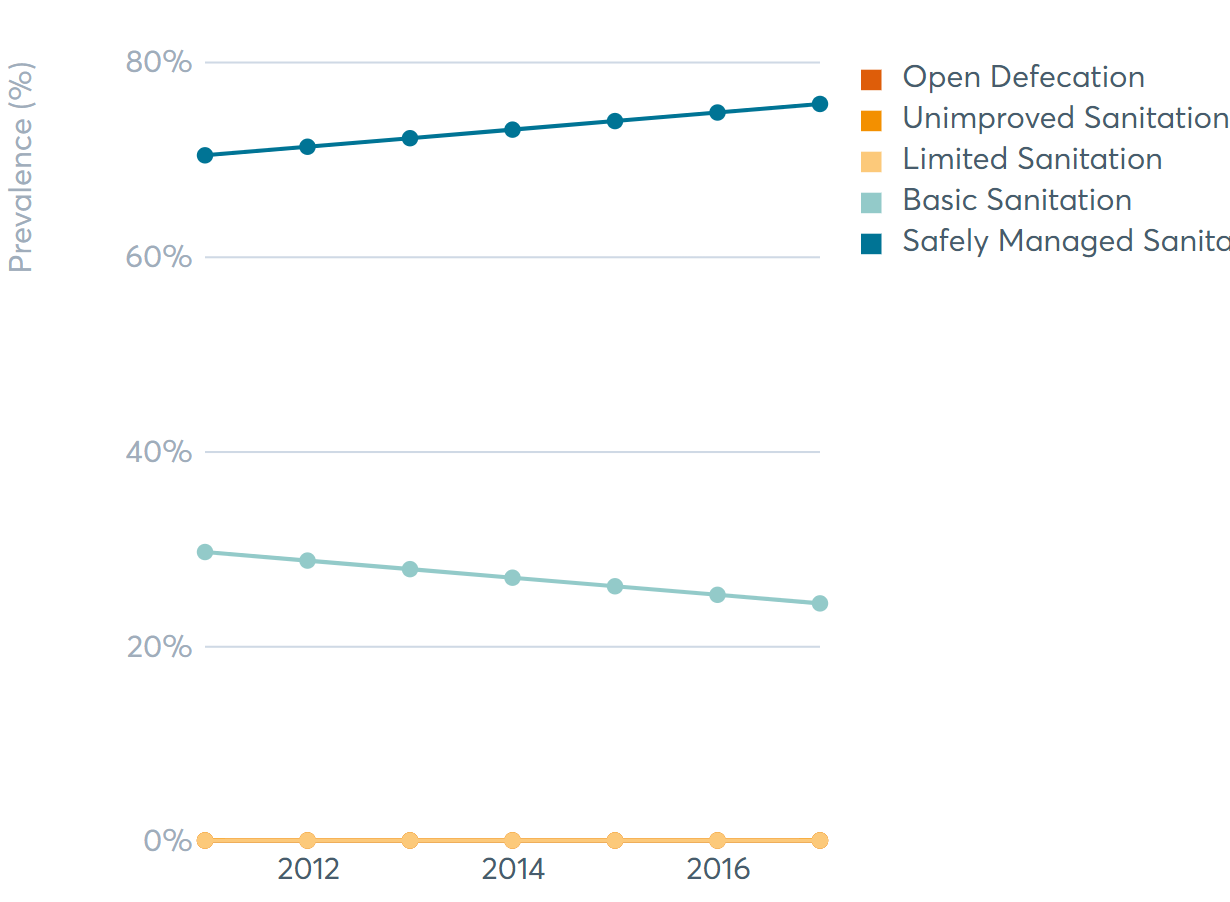 Prevalence (%)
80%
60%
40%
20%
0%
2012
2014
2016
Open Defecation
Unimproved Sanitation
Limited Sanitation
Basic Sanitation
Safely Managed Sanita